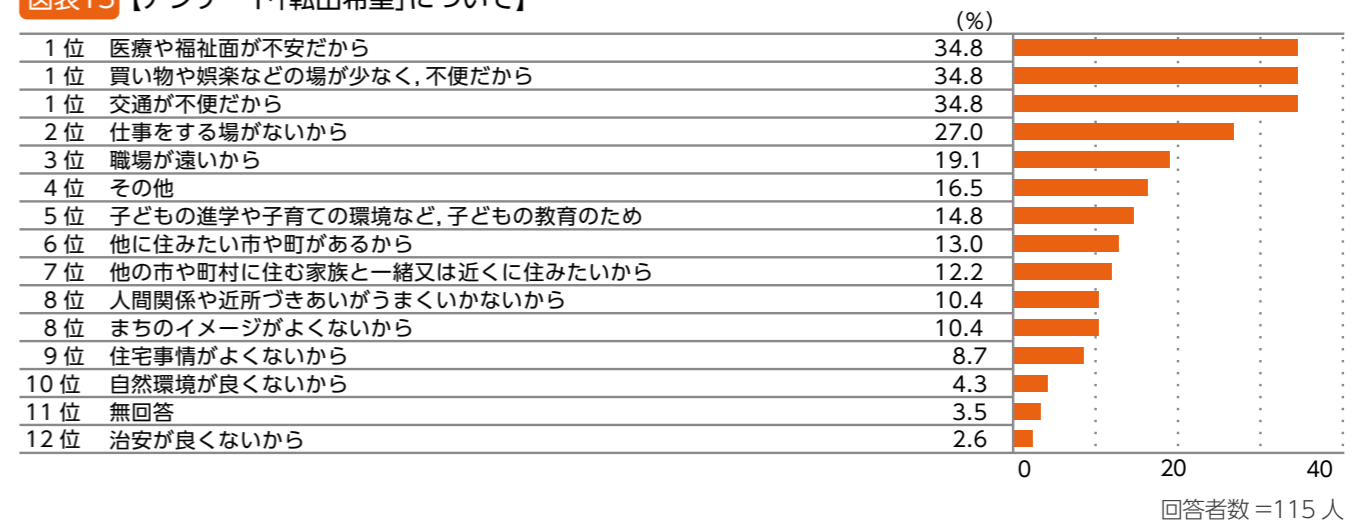 (%)
1位 医療や福祉面が不安だから 34.8
1位 買い物や娯楽などの場が少なく,不便だから 34.8
1位 交通が不便だから 34.8
2位 仕事をする場がないから 27.0
3位 職場が遠いから 19.1
4位 その他 16.5
5位 子どもの進学や子育ての環境など,子どもの教育のため 14.8
6位 他に住みたい市や町があるから 13.0
7位 他の市や町村に住む家族と一緒又は近くに住みたいから 12.2
8位 人間関係や近所づきあいがうまくいかないから 10.4
8位 まちのイメージがよくないから 10.4
9位 住宅事情がよくないから 8.7
10位 自然環境が良くないから 4.3
11位 無回答 3.5
12位 治安が良くないから 2.6
0 20 40
回答者数=115人